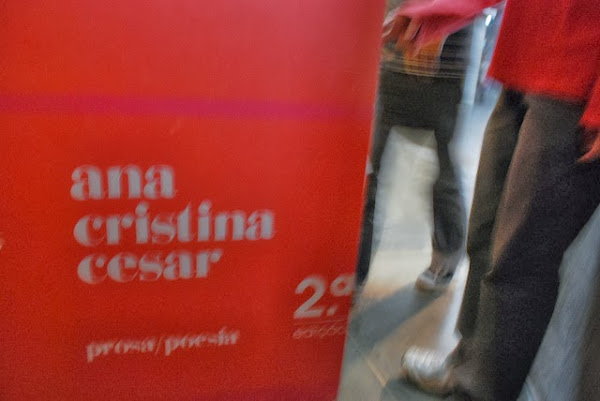 ana
cristina
cesar
2.ª
edição
prosa/poesia